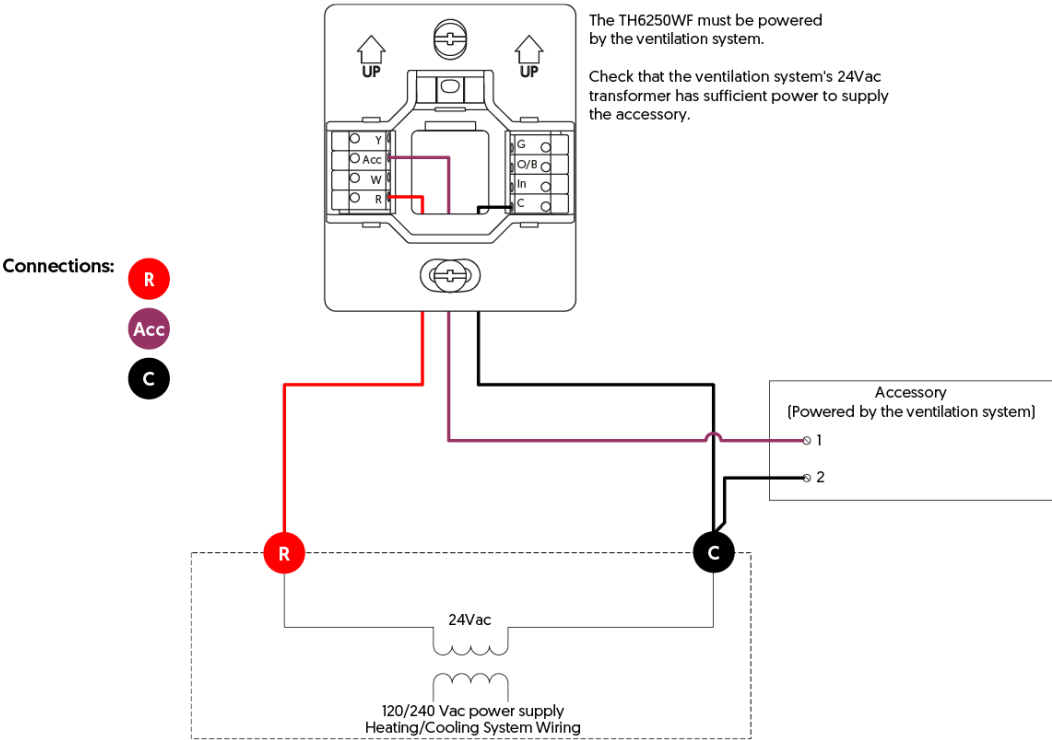 The TH6250WF must be powered
by the ventilation system.
Check that the ventilation system's 24Vac
transformer has sufficient power to supply
the accessory.
UP
UP
Y
Acc
W
R
G
O/B
In
C
Connections:
R
Acc
C
Accessory
(Powered by the ventilation system)
1
2
R
C
24Vac
120/240 Vac power supply
Heating/Cooling System Wiring